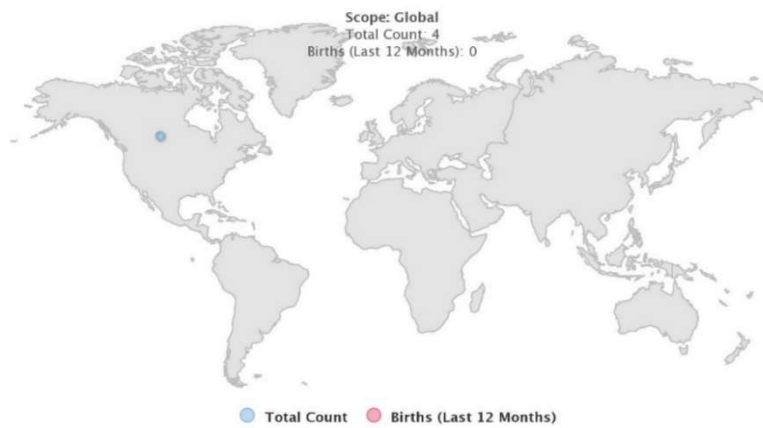 Scope: Global
Total Count: 4
Births (Last 12 Months): 0
Total Count
Births (Last 12 Months)